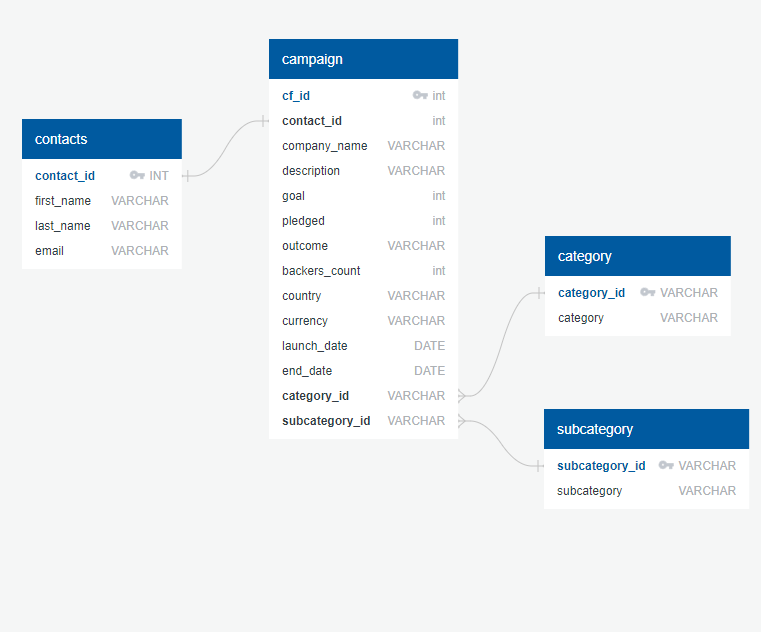 campaign
cf_id int
contact_id int
company_name VARCHAR
description VARCHAR
goal int
pledged int
outcome VARCHAR
backers_count int
country VARCHAR
currency VARCHAR
launch_date DATE
end_date DATE
category_id VARCHAR
subcategory_id VARCHAR
contacts
contact_id INT
first_name VARCHAR
last_name VARCHAR
email VARCHAR
category
category_id VARCHAR
category VARCHAR
subcategory
subcategory_id VARCHAR
subcategory VARCHAR